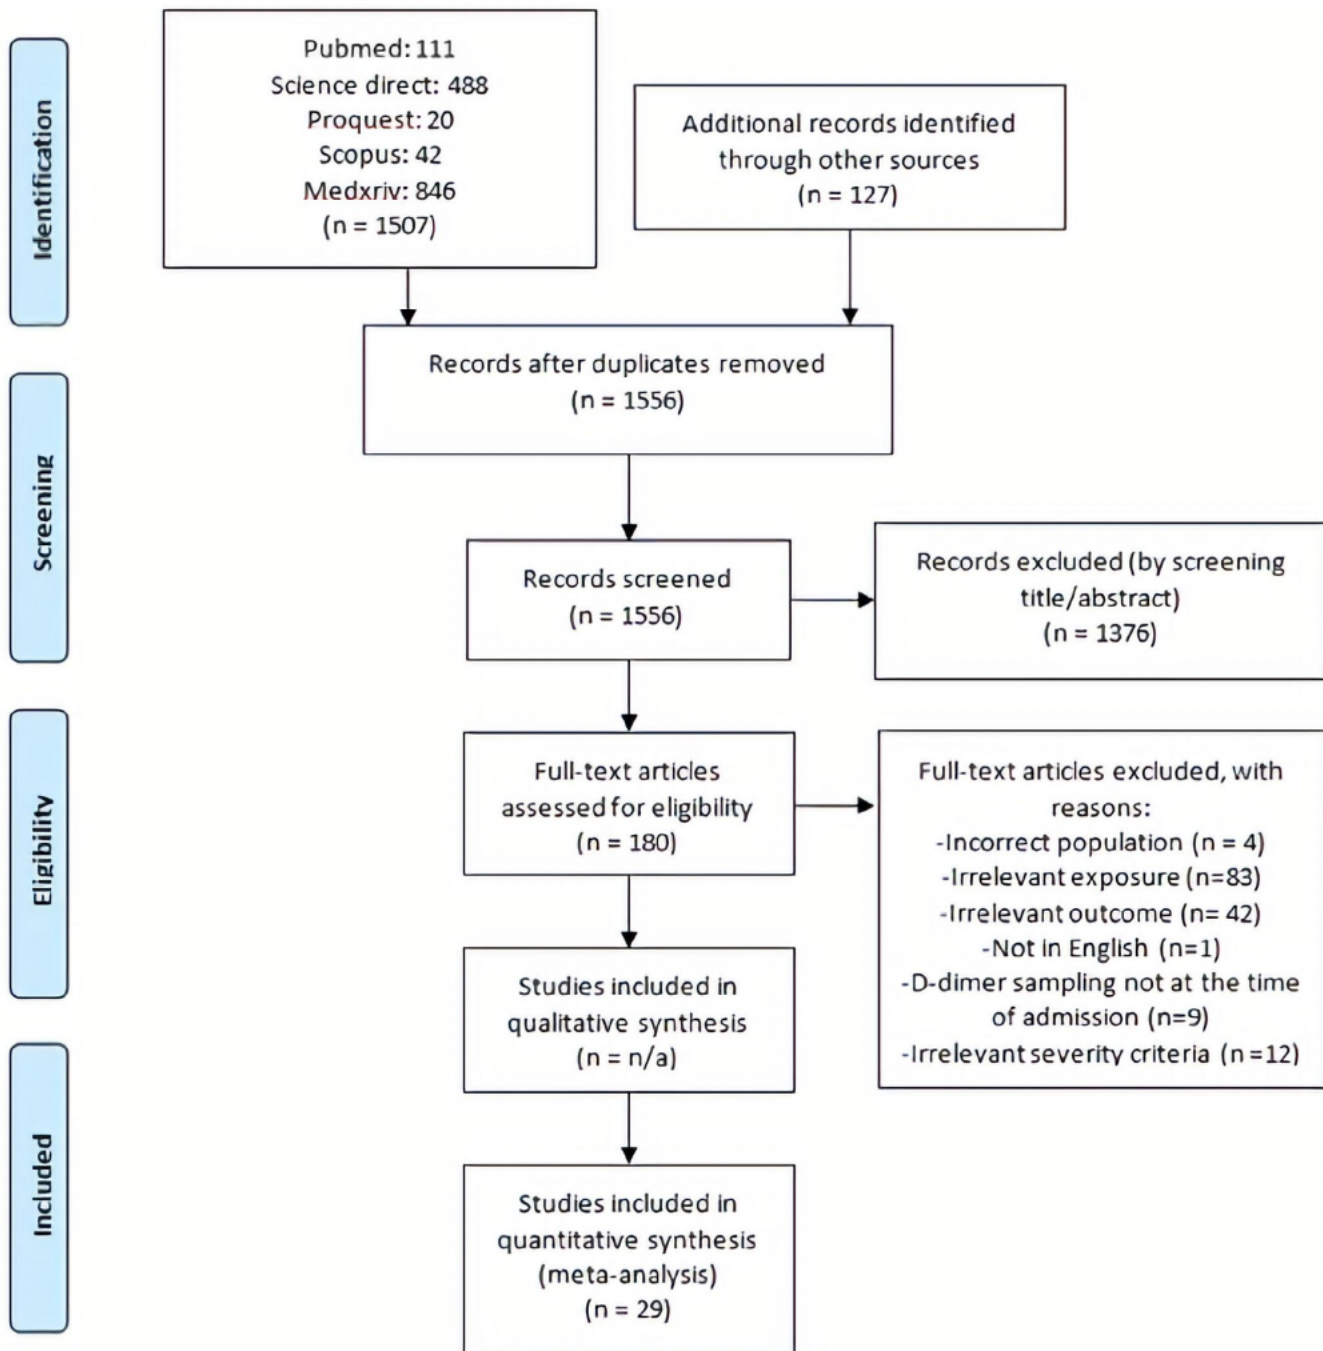 Identification
Pubmed: 111
Science direct: 488
Proquest: 20
Scopus: 42
Medxriv: 846
(n = 1507)
Additional records identified
through other sources
(n = 127)
Records after duplicates removed
(n = 1556)
Screening
Records screened
(n = 1556)
Records excluded (by screening
title/abstract)
(n = 1376)
Eligibility
Full-text articles
assessed for eligibility
(n = 180)
Full-text articles excluded, with
reasons:
-Incorrect population (n = 4)
-Irrelevant exposure (n=83)
-Irrelevant outcome (n= 42)
-Not in English (n=1)
-D-dimer sampling not at the time
of admission (n=9)
-Irrelevant severity criteria (n =12)
Studies included in
qualitative synthesis
(n = n/a)
Included
Studies included in
quantitative synthesis
(meta-analysis)
(n = 29)